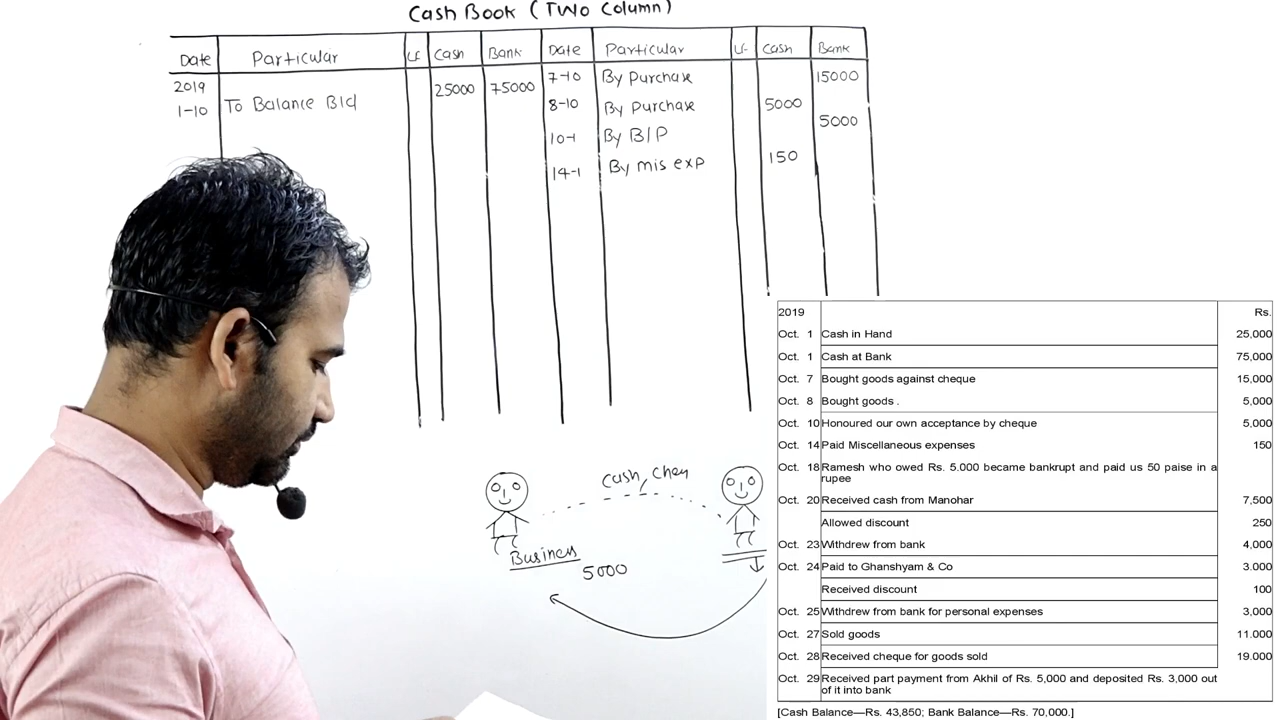 Cash Book (Two Column)
Date Particular LF Cash Bank Date Particular LF Cash Bank
2019 25000 75000 7-10 By Purchase 15000
1-10 To Balance B/d 8-10 By Purchase 5000
10-1 By B/P 5000
14-1 By mis exp 150
Cash, Cheq
Business
5000
2019 Rs.
Oct. 1 Cash in Hand 25,000
Oct. 1 Cash at Bank 75,000
Oct. 7 Bought goods against cheque 15,000
Oct. 8 Bought goods . 5,000
Oct. 10 Honoured our own acceptance by cheque 5,000
Oct. 14 Paid Miscellaneous expenses 150
Oct. 18 Ramesh who owed Rs. 5.000 became bankrupt and paid us 50 paise in a
rupee
Oct. 20 Received cash from Manohar 7,500
Allowed discount 250
Oct. 23 Withdrew from bank 4,000
Oct. 24 Paid to Ghanshyam & Co 3.000
Received discount 100
Oct. 25 Withdrew from bank for personal expenses 3,000
Oct. 27 Sold goods 11.000
Oct. 28 Received cheque for goods sold 19.000
Oct. 29 Received part payment from Akhil of Rs. 5,000 and deposited Rs. 3,000 out
of it into bank
[Cash Balance—Rs. 43,850; Bank Balance—Rs. 70,000.]